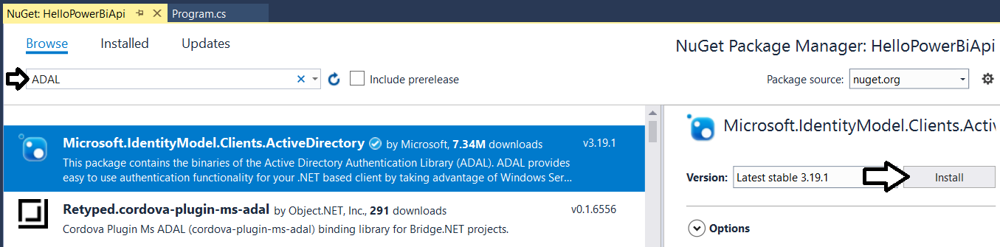 NuGet: HelloPowerBiApi Program.cs
Browse Installed Updates
NuGet Package Manager: HelloPowerBiApi
ADAL
Include prerelease
Package source: nuget.org
Microsoft.IdentityModel.Clients.ActiveDirectory by Microsoft, 7.34M downloads v3.19.1
This package contains the binaries of the Active Directory Authentication Library (ADAL). ADAL provides
easy to use authentication functionality for your .NET based client by taking advantage of Windows Ser...
Retyped.cordova-plugin-ms-adal by Object.NET, Inc., 291 downloads v0.1.6556
Cordova Plugin Ms ADAL (cordova-plugin-ms-adal) binding library for Bridge.NET projects.
Microsoft.IdentityModel.Clients.Activ
Version: Latest stable 3.19.1 Install
Options